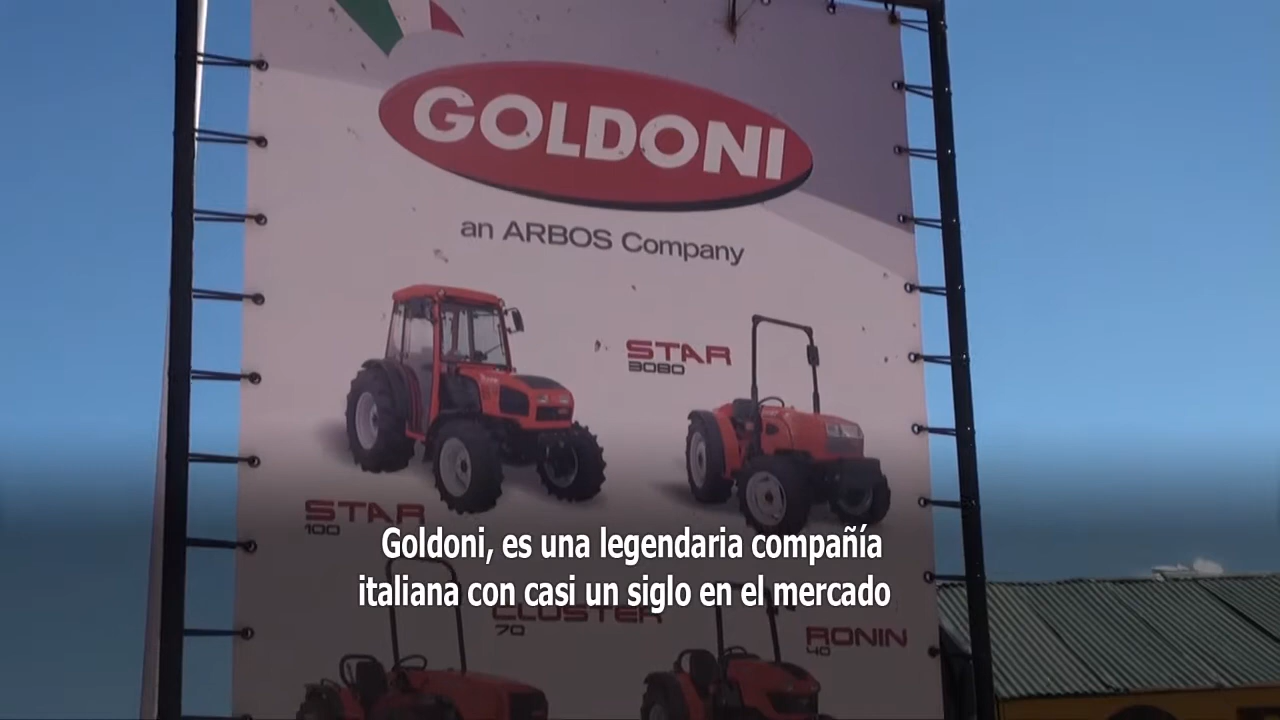 GOLDONI
an ARBOS Company
STAR
3080
STAR
100
Goldoni, es una legendaria compañía
italiana con casi un siglo en el mercado
CLUSTER
70
RONIN
40